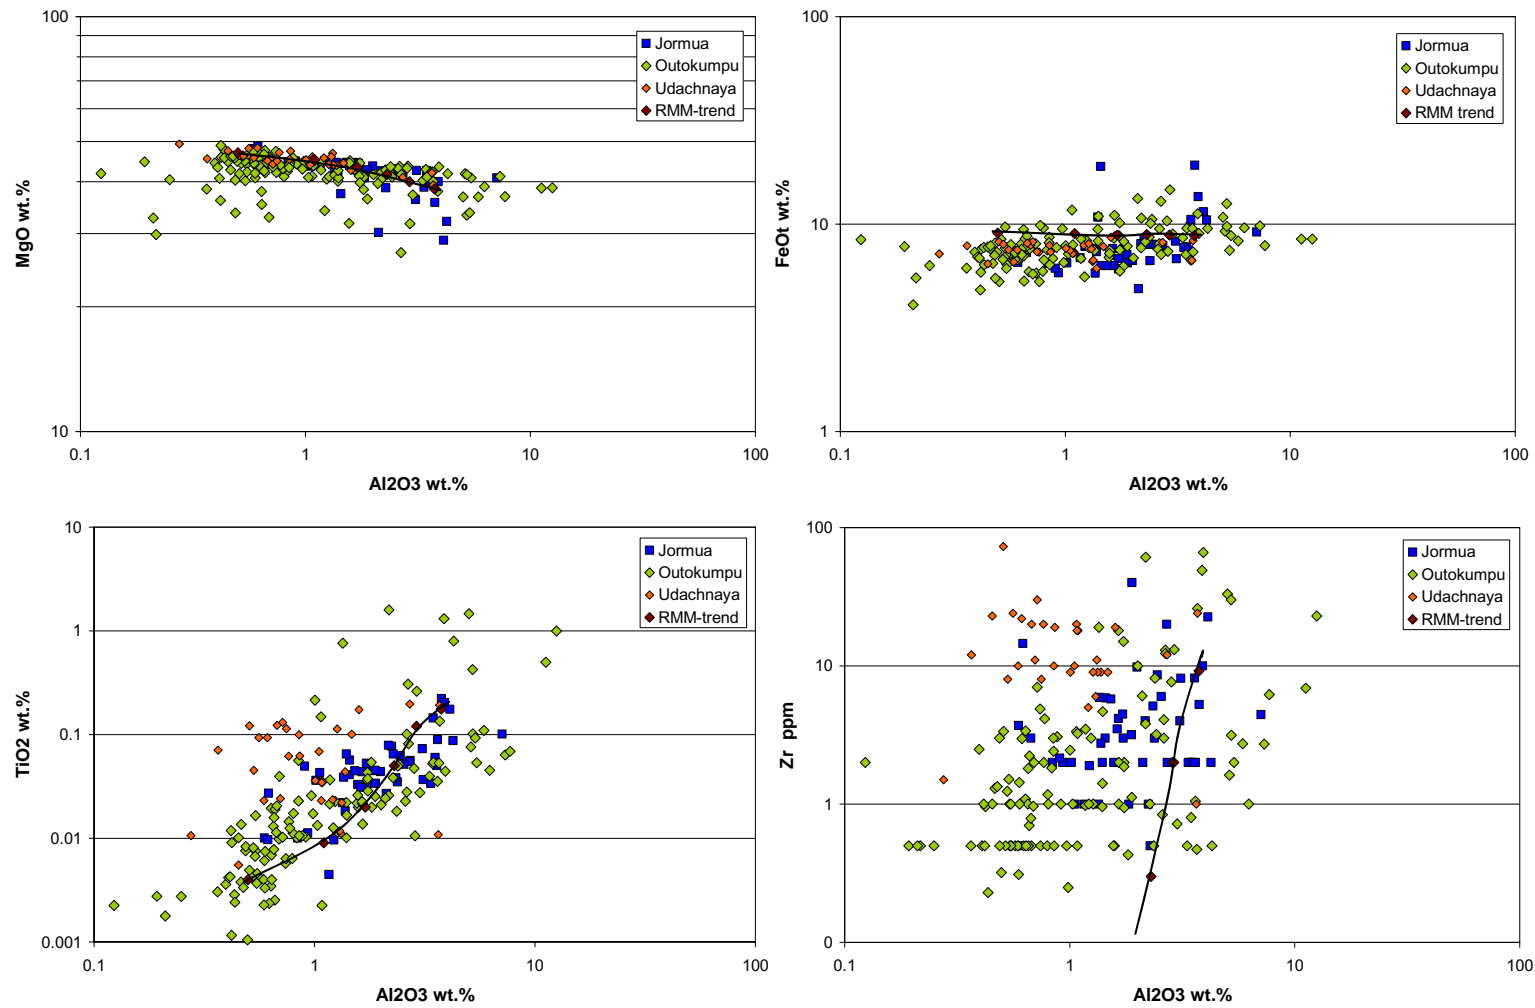 100
10
0.1
1
10
100
MgO wt.%
Al2O3 wt.%
Jormua
Outokumpu
Udachnaya
RMM-trend
100
10
1
0.1
1
10
100
FeOt wt.%
Al2O3 wt.%
Jormua
Outokumpu
Udachnaya
RMM trend
10
1
0.1
0.01
0.001
0.1
1
10
100
TiO2 wt.%
Al2O3 wt.%
Jormua
Outokumpu
Udachnaya
RMM-trend
100
10
1
0
0.1
1
10
100
Zr ppm
Al2O3 wt.%
Jormua
Outokumpu
Udachnaya
RMM-trend